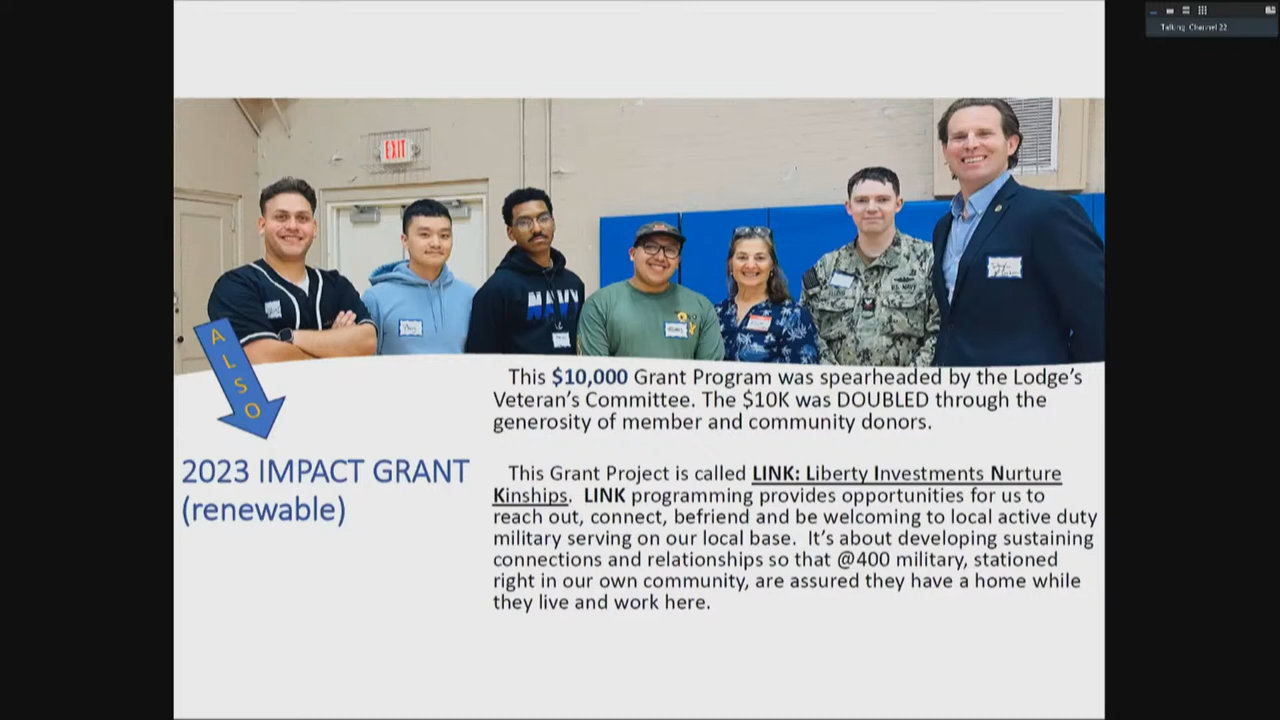 Talking: Channel 22
EXIT
NAVY
U.S. NAVY
ALSO
2023 IMPACT GRANT
(renewable)
This $10,000 Grant Program was spearheaded by the Lodge's
Veteran's Committee. The $10K was DOUBLED through the
generosity of member and community donors.
This Grant Project is called LINK: Liberty Investments Nurture
Kinships. LINK programming provides opportunities for us to
reach out, connect, befriend and be welcoming to local active duty
military serving on our local base. It's about developing sustaining
connections and relationships so that @400 military, stationed
right in our own community, are assured they have a home while
they live and work here.